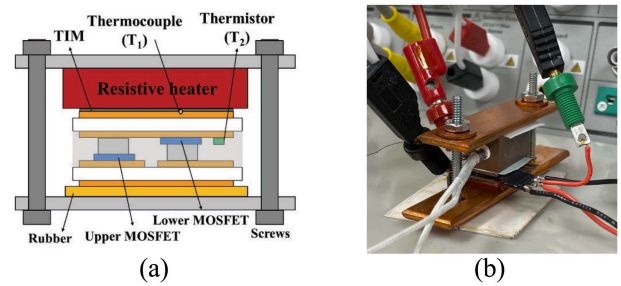 Thermocouple
(T1)
Thermistor
(T2)
TIM
Resistive heater
Rubber
Upper MOSFET
Lower MOSFET
Screws
(a)
(b)